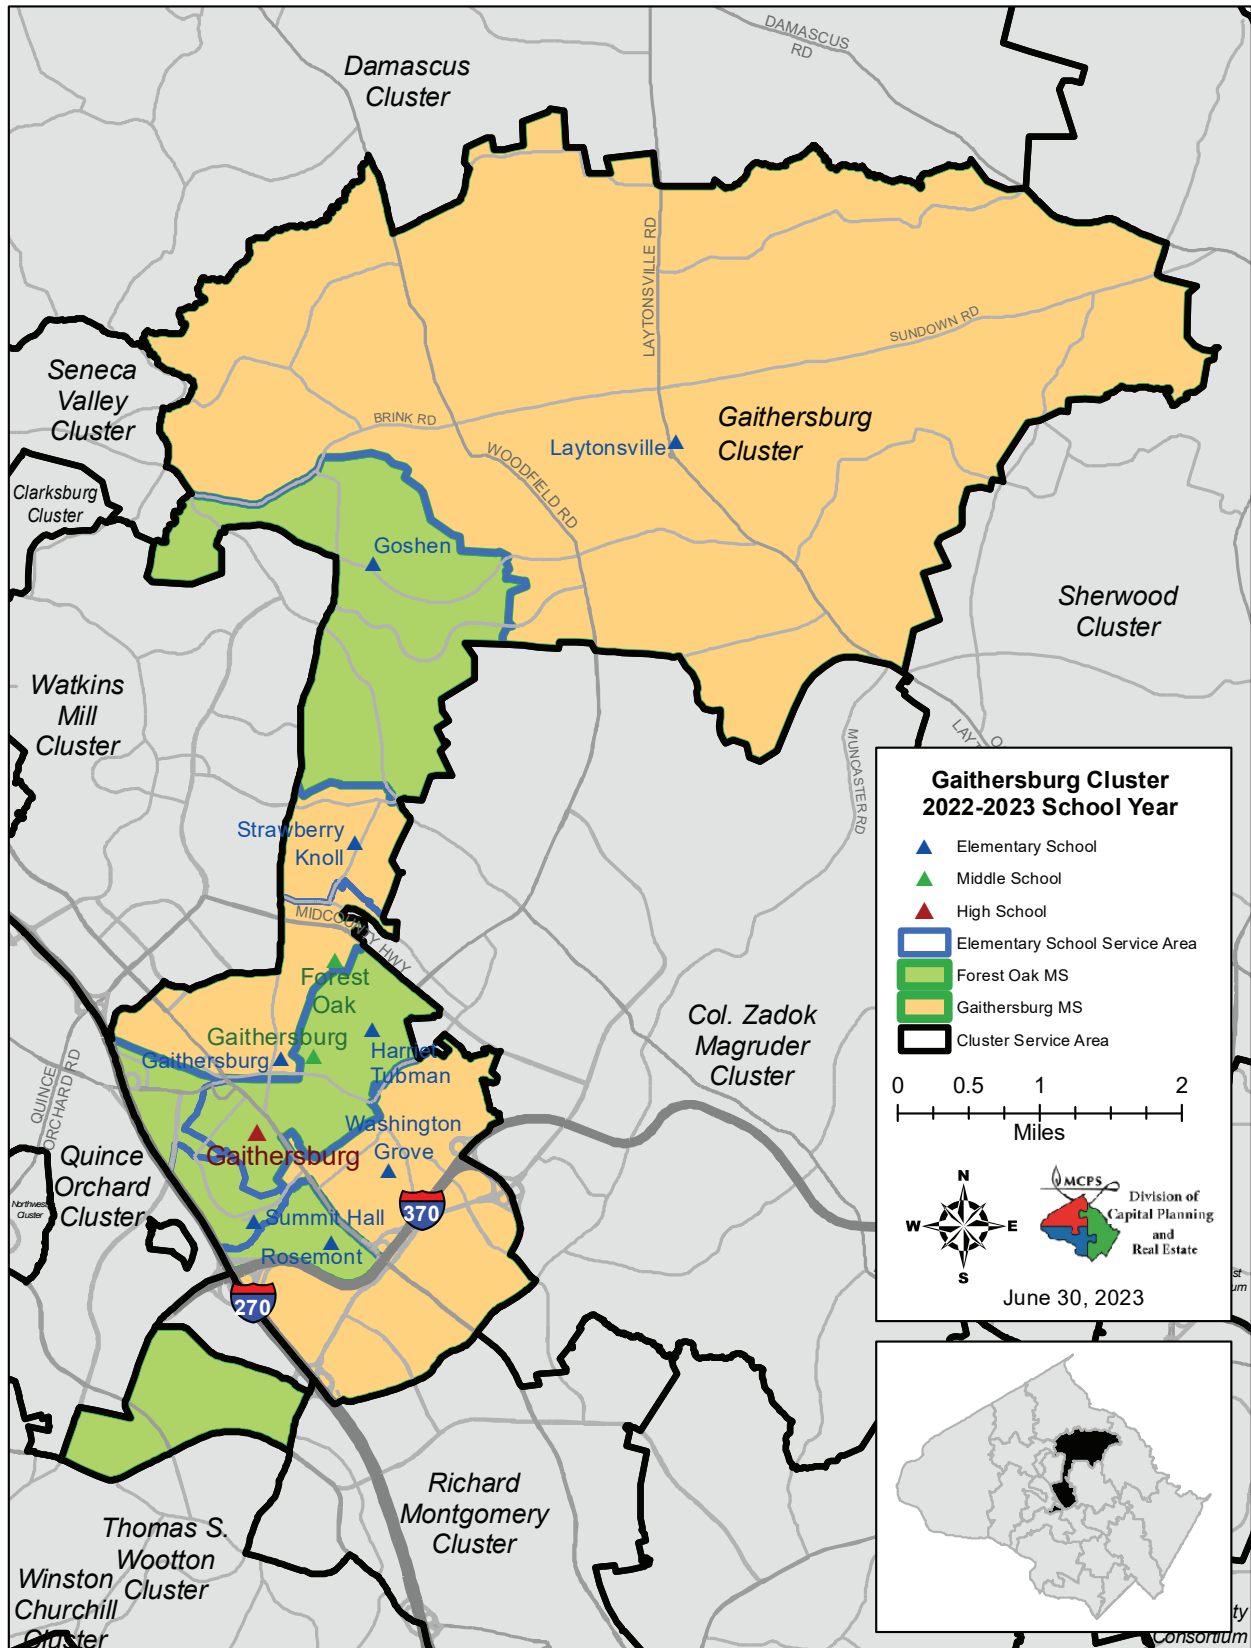 DAMASCUS
RD
Damascus
Cluster
LAYTONSVILLE RD
SUNDOWN RD
Seneca
Valley
Cluster
BRINK RD
Gaithersburg
Cluster
Laytonsville
WOODFIELD RD
Clarksburg
Cluster
Goshen
Sherwood
Cluster
Watkins
Mill
Cluster
MUNCASTER RD
Strawberry
Knoll
MIDCOUNTY HWY
Forest
Oak
Gaithersburg
Gaithersburg
Harriet
Tubman
Col. Zadok
Magruder
Cluster
QUINCE
ORCHARD RD
Washington
Grove
Gaithersburg
Quince
Orchard
Cluster
Northwest
Cluster
370
Summit Hall
Rosemont
270
Richard
Montgomery
Cluster
Thomas S.
Wootton
Cluster
Winston
Churchill
Cluster
Gaithersburg Cluster
2022-2023 School Year
Elementary School
Middle School
High School
Elementary School Service Area
Forest Oak MS
Gaithersburg MS
Cluster Service Area
0 0.5 1 2
Miles
N
W E
S
MCPS
Division of
Capital Planning
and
Real Estate
June 30, 2023
Consortium